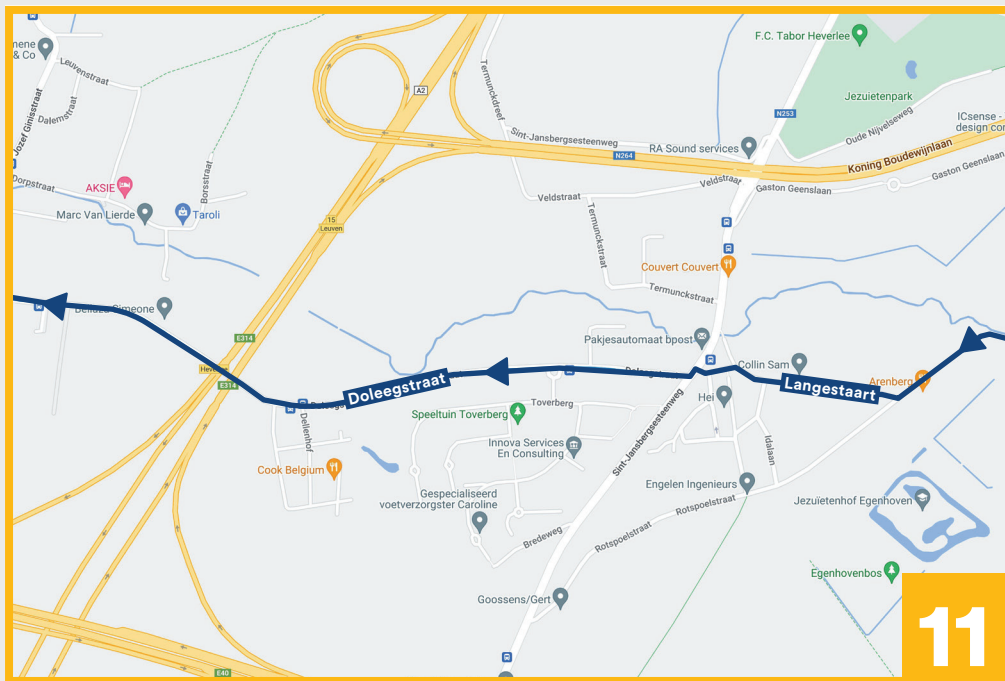 nene
& Co
Leuvenstraat
Dalemstraat
Jozef Ginisstraat
Dorpstraat
AKSIE
Marc Van Lierde
Taroli
Borsstraat
A2
Termunckdreef
Sint-Jansbergsesteenweg
N264
RA Sound services
N253
F.C. Tabor Heverlee
Jezuietenpark
Oude Nijvelseweg
ICsense -
design con
Koning Boudewijnlaan
Gaston Geenslaan
Gaston Geenslaan
Veldstraat
Veldstraat
Termunckstraat
15
Leuven
Couvert Couvert
Termunckstraat
Simeone
E314
E314
Pakjesautomaat bpost
Collin Sam
Langestaart
Arenberg
Doleegstraat
Toverberg
Speeltuin Toverberg
Hei
Innova Services
En Consulting
Sint-Jansbergsesteenweg
Idalaan
Deilenhof
Cook Belgium
Gespecialiseerd
voetverzorgster Caroline
Engelen Ingenieurs
Rotspoelstraat
Jezuïetenhof Egenhoven
Bredeweg
Rotspoelstraat
Egenhovenbos
Goossens/Gert
E40
11